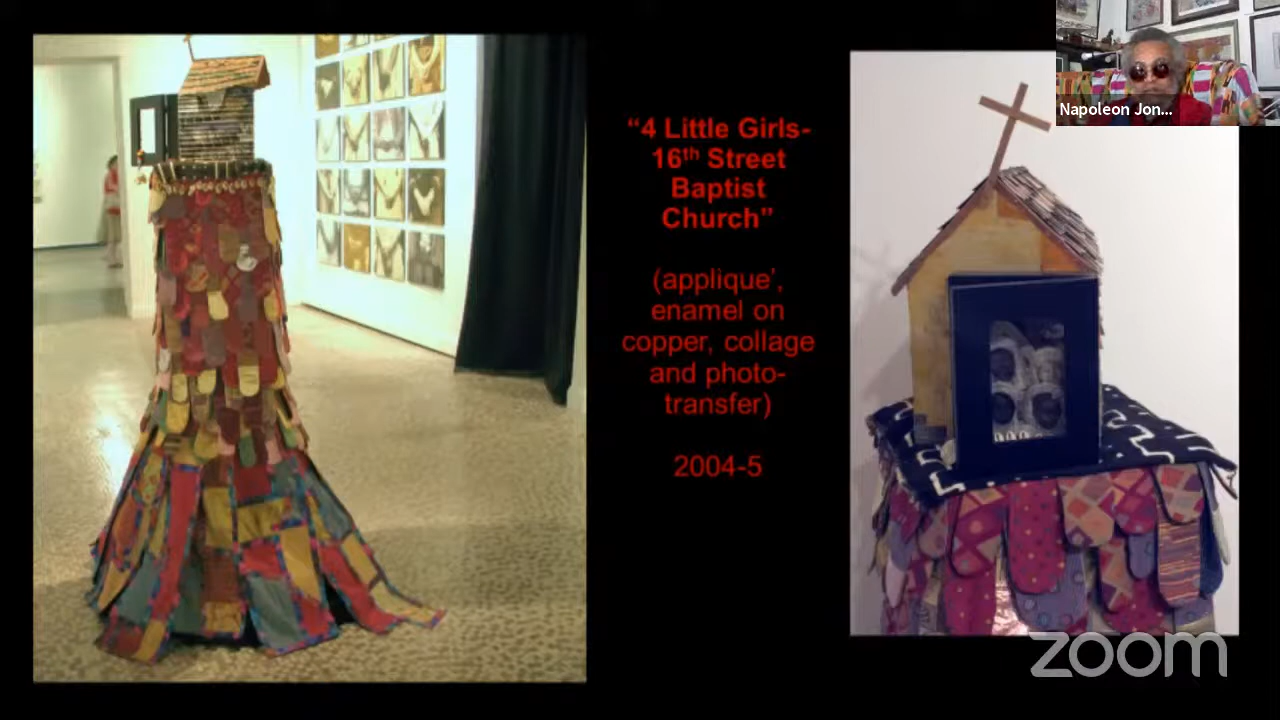 Napoleon Jon...
“4 Little Girls-
16th Street
Baptist
Church”
(applique’,
enamel on
copper, collage
and photo-
transfer)
2004-5
zoom